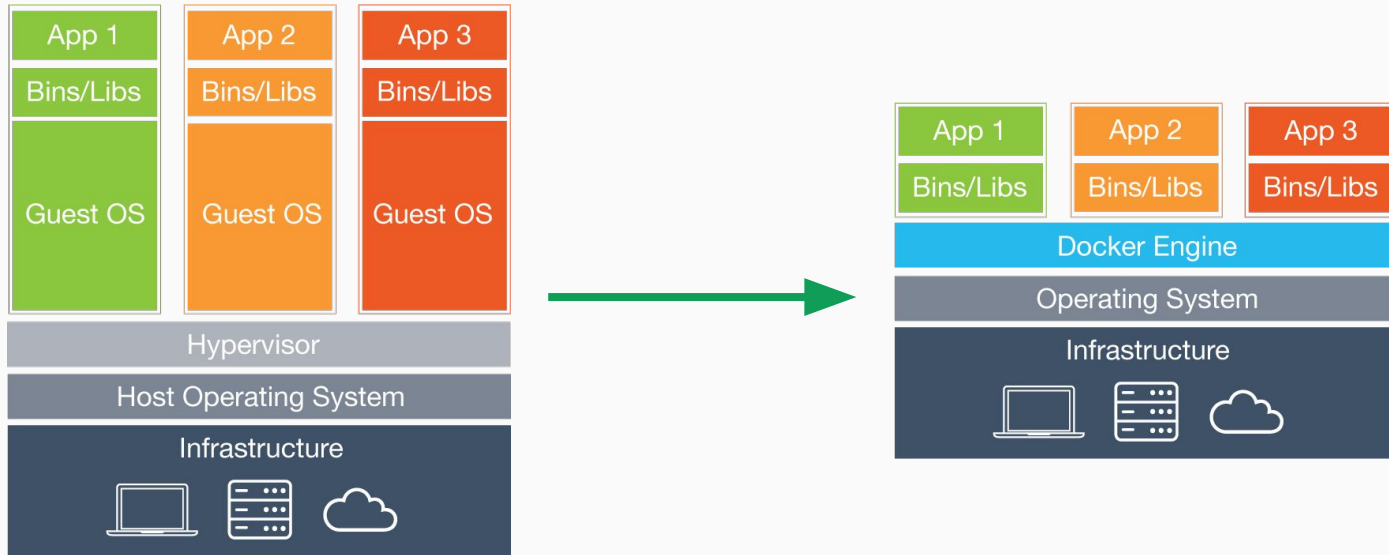 App 1
App 2
App 3
Bins/Libs
Bins/Libs
Bins/Libs
Guest OS
Guest OS
Guest OS
Hypervisor
Host Operating System
Infrastructure
App 1
App 2
App 3
Bins/Libs
Bins/Libs
Bins/Libs
Docker Engine
Operating System
Infrastructure